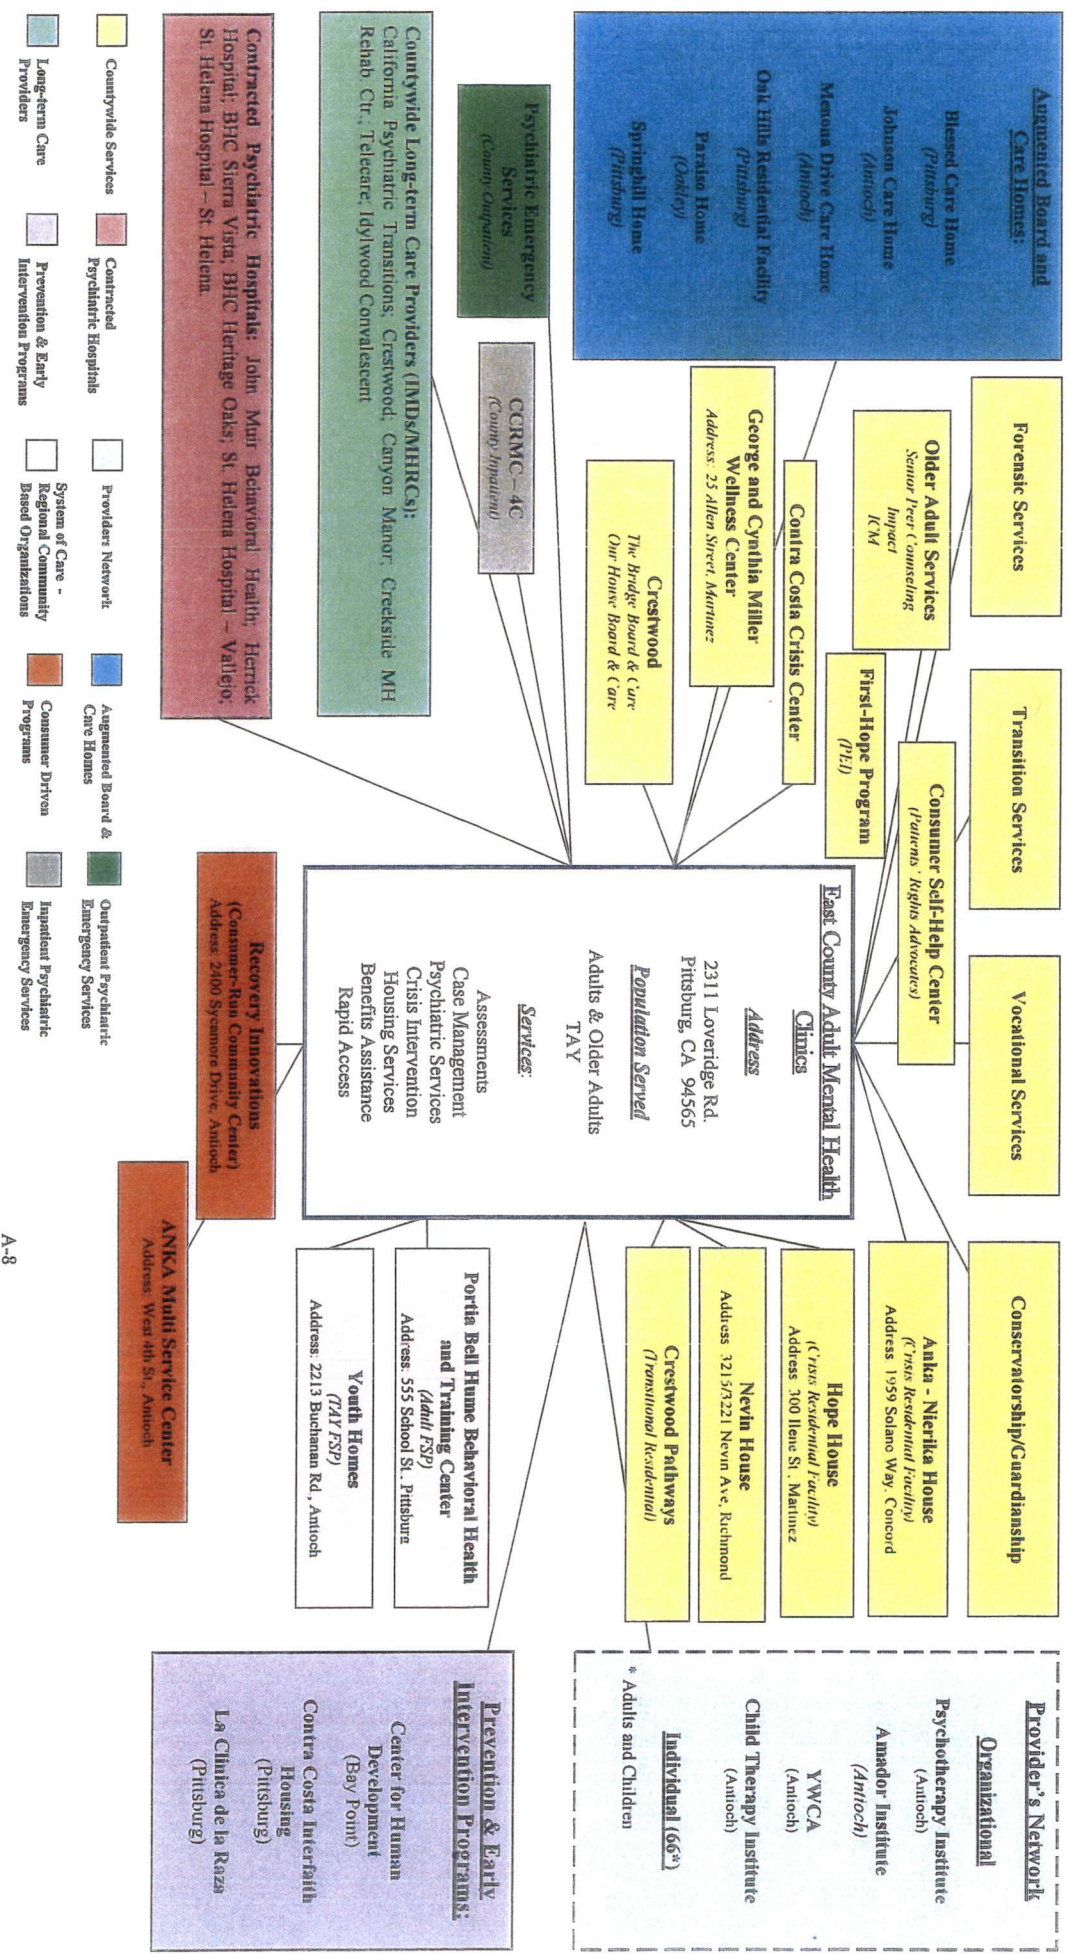 Augmented Board and
Care Homes:
Blessed Care Home
(Pittsburg)
Johnson Care Home
(Antioch)
Menona Drive Care Home
(Antioch)
Oak Hills Residential Facility
(Pittsburg)
Paraiso Home
(Oakley)
Springhill Home
(Pittsburg)
Psychiatric Emergency
Services
(County Outpatient)
Countywide Long-term Care Providers (IMDs/MHRCs):
California Psychiatric Transitions; Crestwood; Canyon Manor; Creekside MH
Rehab. Ctr.; Telecare; Idylwood Convalescent
Contracted Psychiatric Hospitals: John Muir Behavioral Health; Herrick
Hospital; BHC Sierra Vista; BHC Heritage Oaks; St. Helena Hospital – Vallejo;
St. Helena Hospital – St. Helena.
CCRMC – 4C
(County Inpatient)
Forensic Services
Transition Services
Vocational Services
Conservatorship/Guardianship
Older Adult Services
Senior Peer Counseling
Impact
ICM
Consumer Self-Help Center
(Patients' Rights Advocates)
First-Hope Program
(PEI)
Contra Costa Crisis Center
George and Cynthia Miller
Wellness Center
Address: 25 Allen Street, Martinez
Crestwood
The Bridge Board & Care
Our House Board & Care
East County Adult Mental Health
Clinics
Address
2311 Loveridge Rd.
Pittsburg, CA 94565
Population Served
Adults & Older Adults
TAY
Services:
Assessments
Case Management
Psychiatric Services
Crisis Intervention
Housing Services
Benefits Assistance
Rapid Access
Anka - Nierika House
(Crisis Residential Facility)
Address 1959 Solano Way, Concord
Hope House
(Crisis Residential Facility)
Address 300 Ilene St., Martinez
Nevin House
Address 3215/3221 Nevin Ave, Richmond
Crestwood Pathways
(Transitional Residential)
Portia Bell Hume Behavioral Health
and Training Center
(Adult FSP)
Address: 555 School St., Pittsburg
Youth Homes
(TAY FSP)
Address: 2213 Buchanan Rd., Antioch
Recovery Innovations
(Consumer-Run Community Center)
Address: 2400 Sycamore Drive, Antioch
ANKA Multi Service Center
Address: West 4th St., Antioch
Provider's Network
Organizational
Psychotherapy Institute
(Antioch)
Amador Institute
(Antioch)
YWCA
(Antioch)
Child Therapy Institute
(Antioch)
Individual (66*)
* Adults and Children
Prevention & Early
Intervention Programs:
Center for Human
Development
(Bay Point)
Contra Costa Interfaith
Housing
(Pittsburg)
La Clinica de la Raza
(Pittsburg)
Countywide Services
Contracted
Psychiatric Hospitals
Providers Network
Augmented Board &
Care Homes
Outpatient Psychiatric
Emergency Services
Long-term Care
Providers
Prevention & Early
Intervention Programs
System of Care -
Regional Community
Based Organizations
Consumer Driven
Programs
Inpatient Psychiatric
Emergency Services
A-8